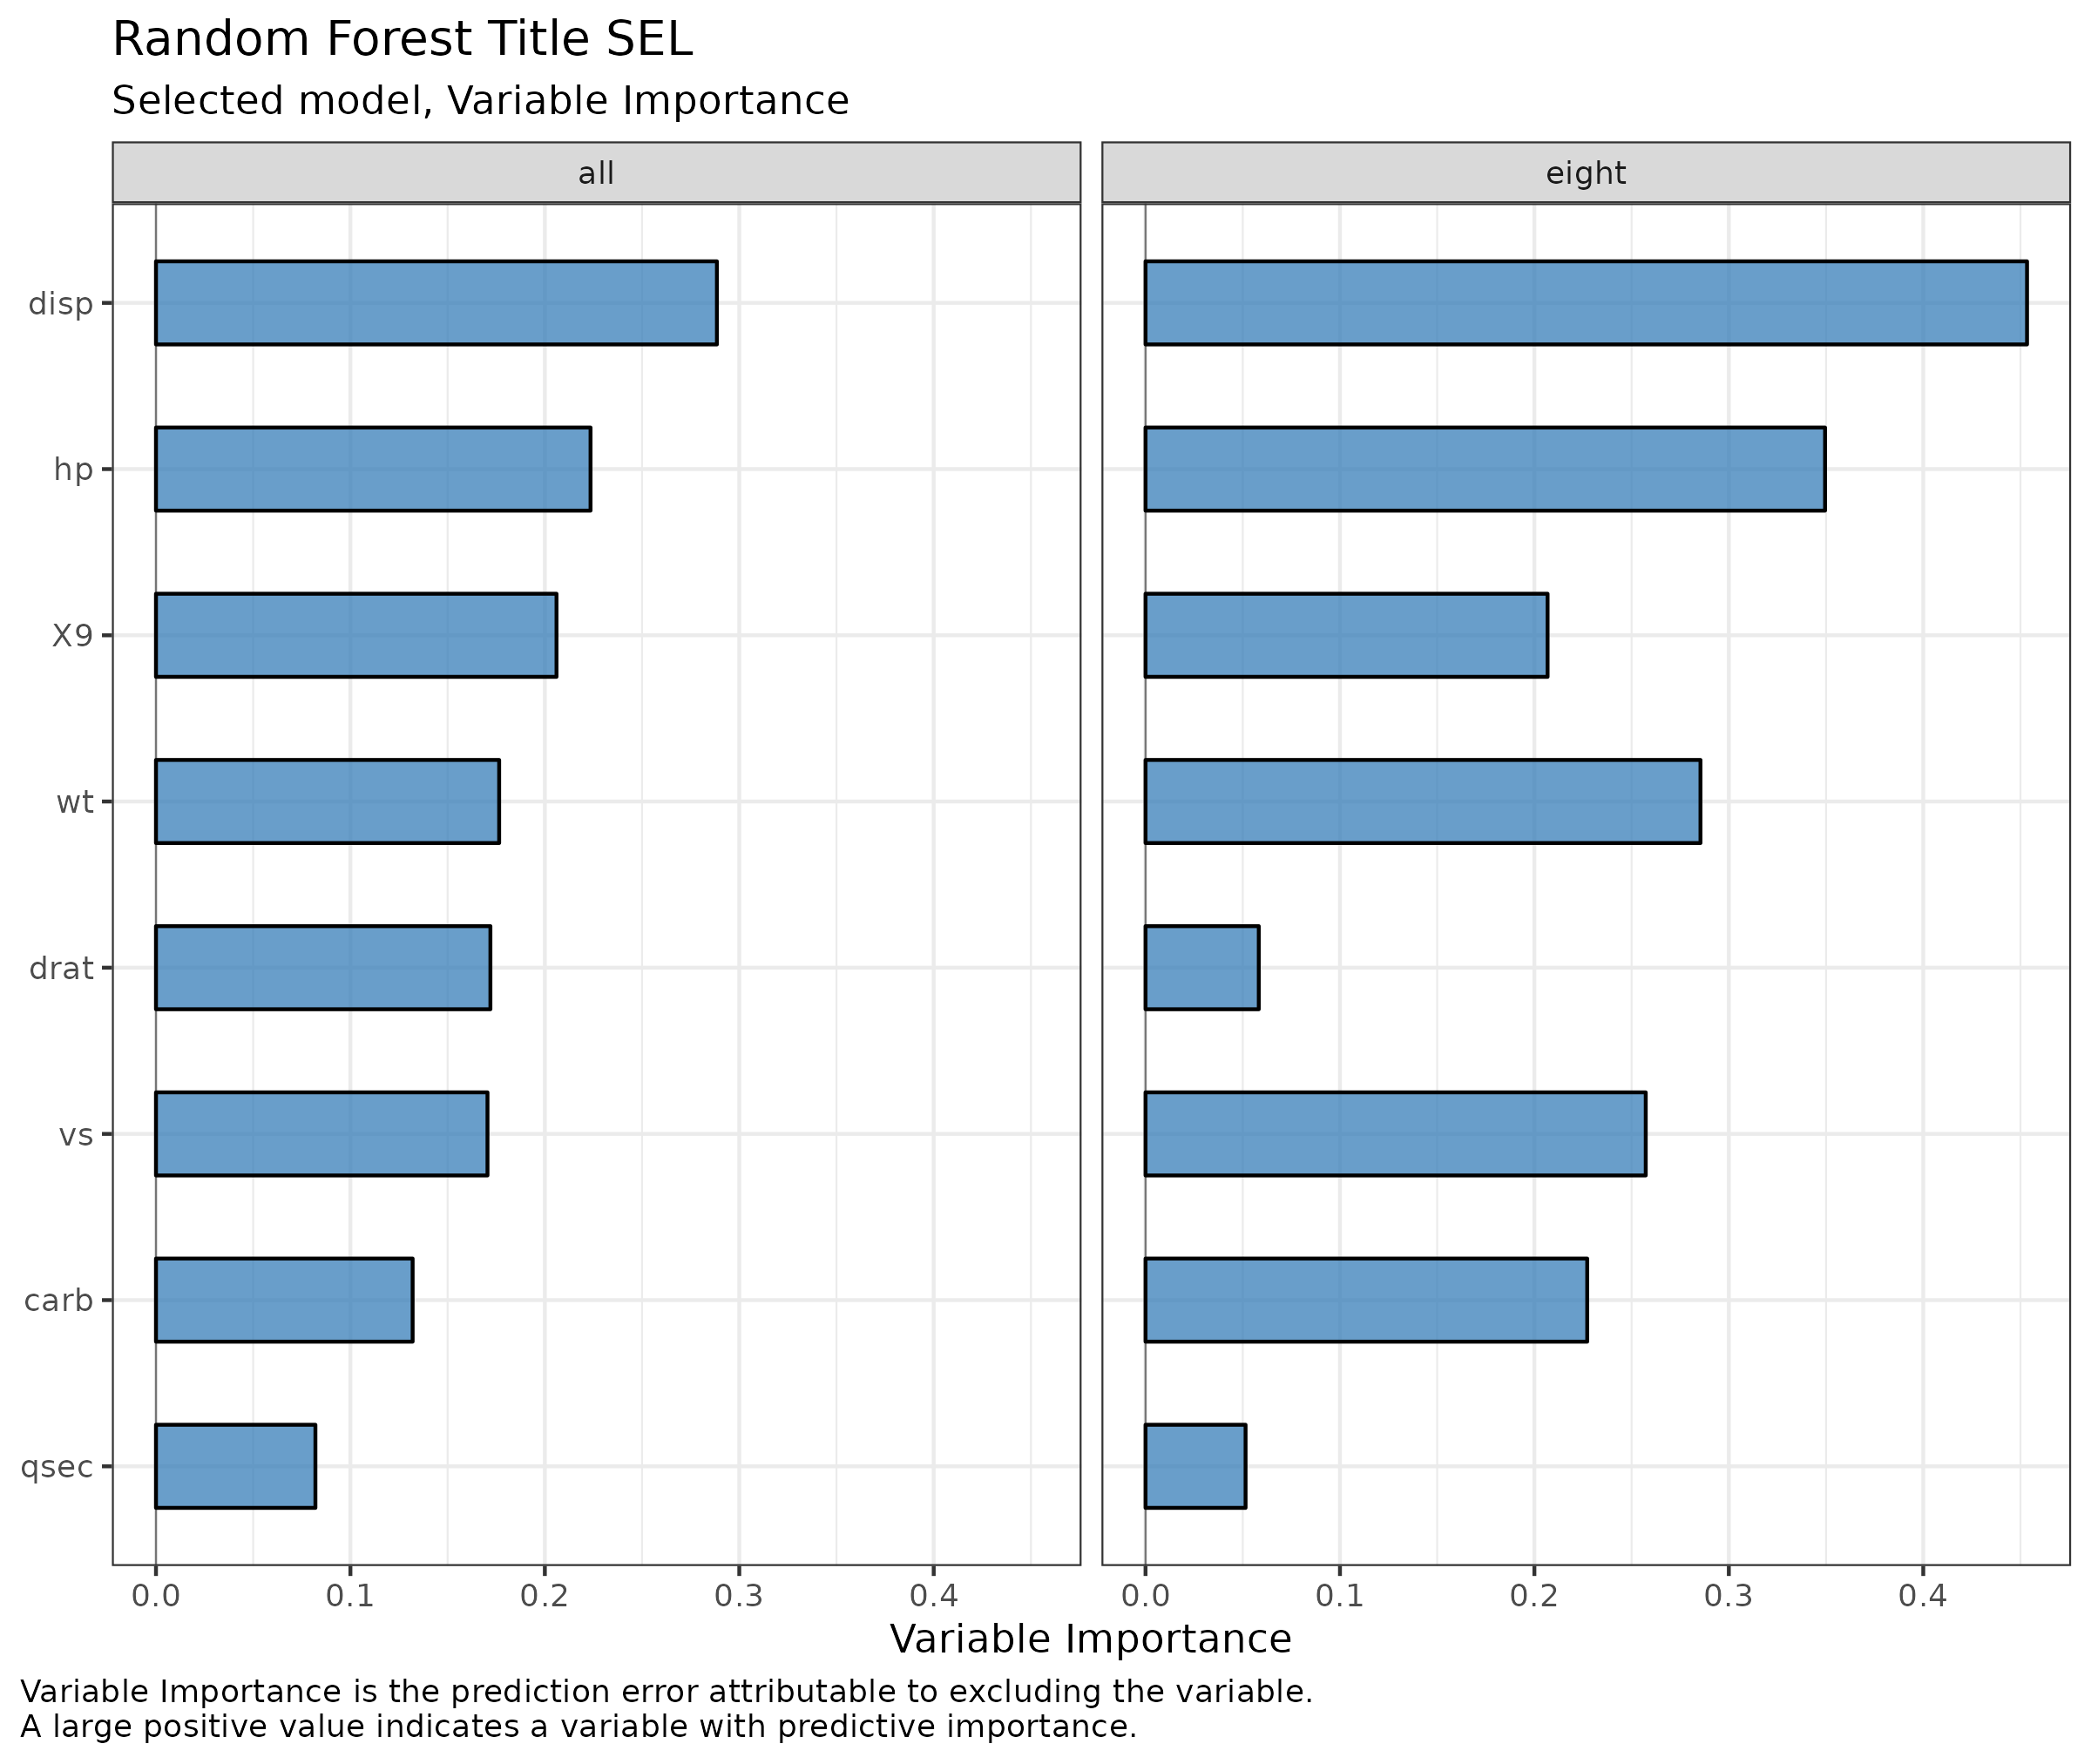 Random Forest Title SEL
Selected model, Variable Importance
all
eight
disp
hp
X9
wt
drat
vs
carb
qsec
0.0 0.1 0.2 0.3 0.4
0.0 0.1 0.2 0.3 0.4
Variable Importance
Variable Importance is the prediction error attributable to excluding the variable.
A large positive value indicates a variable with predictive importance.